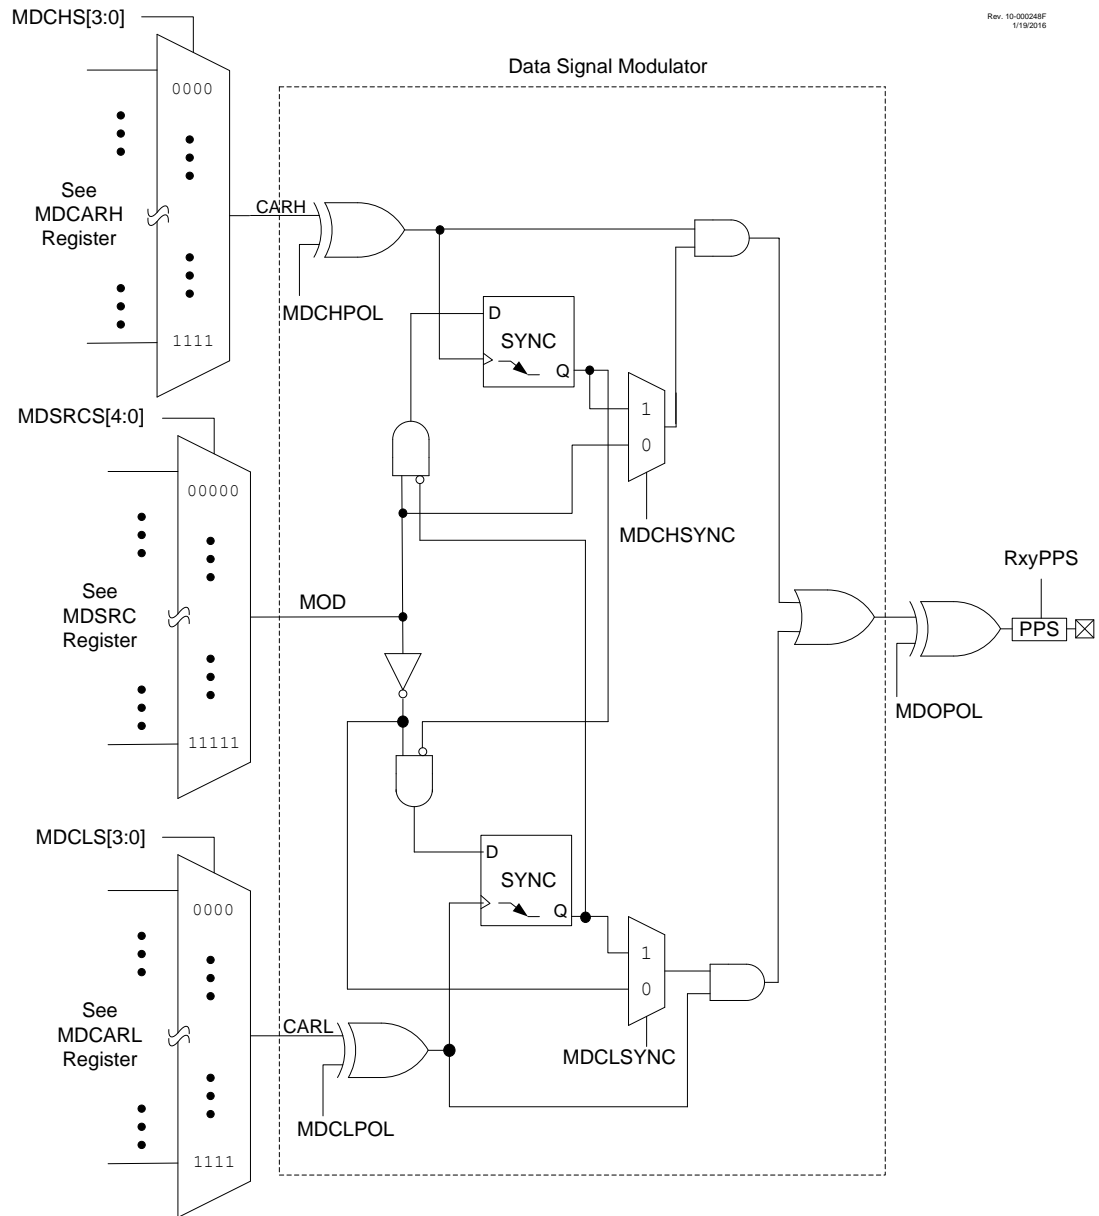 MDCHS[3:0]
Rev. 10-000248F
1/19/2016
Data Signal Modulator
0000
See
MDCARH
Register
CARH
MDCHPOL
1111
D
SYNC
Q
1
0
MDCHSYNC
MDSRCS[4:0]
00000
See
MDSRC
Register
MOD
11111
RxyPPS
PPS
MDOPOL
MDCLS[3:0]
0000
D
SYNC
Q
1
0
MDCLSYNC
See
MDCARL
Register
CARL
MDCLPOL
1111